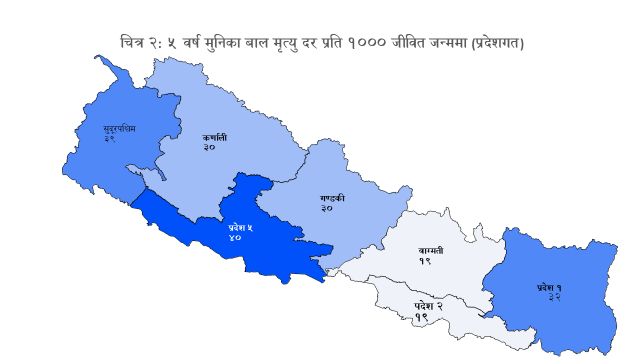 चित्र २: ५ वर्ष मुनिका बाल मृत्यु दर प्रति १००० जीवित जन्ममा (प्रदेशगत)
सुदूरपश्चिम
३९
कर्णाली
३०
गण्डकी
३०
प्रदेश ५
४०
वाग्मती
१९
पदेश २
१९
प्रदेश १
३२